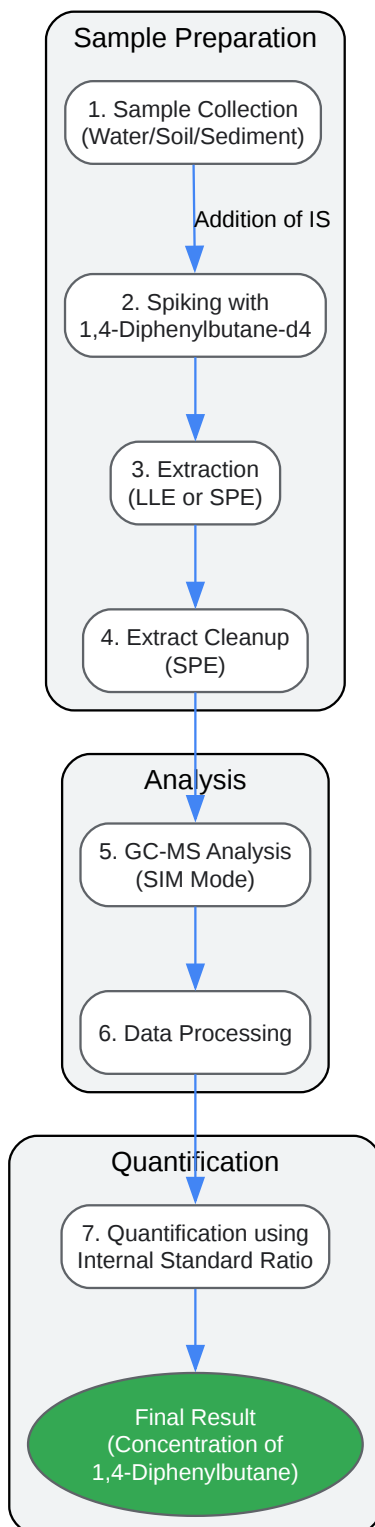 Sample Preparation
1. Sample Collection
(Water/Soil/Sediment)
Addition of IS
2. Spiking with
1,4-Diphenylbutane-d4
3. Extraction
(LLE or SPE)
4. Extract Cleanup
(SPE)
Analysis
5. GC-MS Analysis
(SIM Mode)
6. Data Processing
Quantification
7. Quantification using
Internal Standard Ratio
Final Result
(Concentration of
1,4-Diphenylbutane)